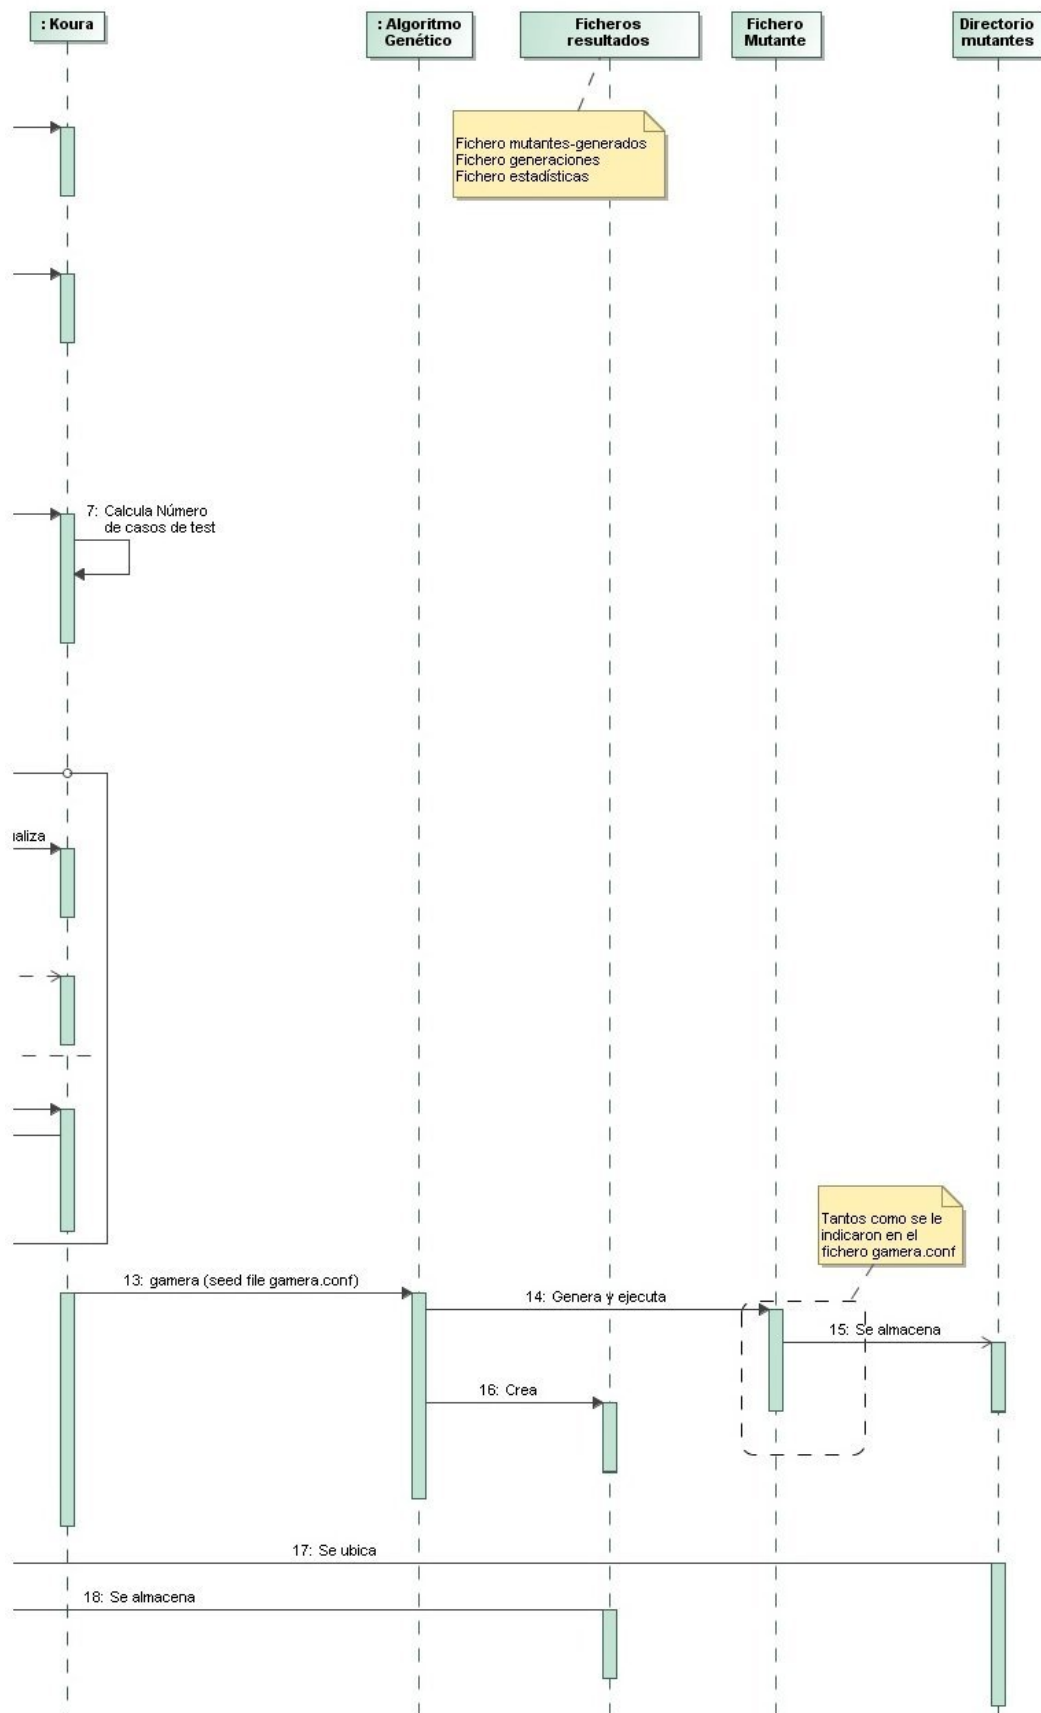 : Koura
: Algoritmo
Genético
Ficheros
resultados
Fichero
Mutante
Directorio
mutantes
Fichero mutantes-generados
Fichero generaciones
Fichero estadísticas
7: Calcula Número
de casos de test
aliza
Tantos como se le
indicaron en el
fichero gamera.conf
13: gamera (seed file gamera.conf)
14: Genera y ejecuta
15: Se almacena
16: Crea
17: Se ubica
18: Se almacena